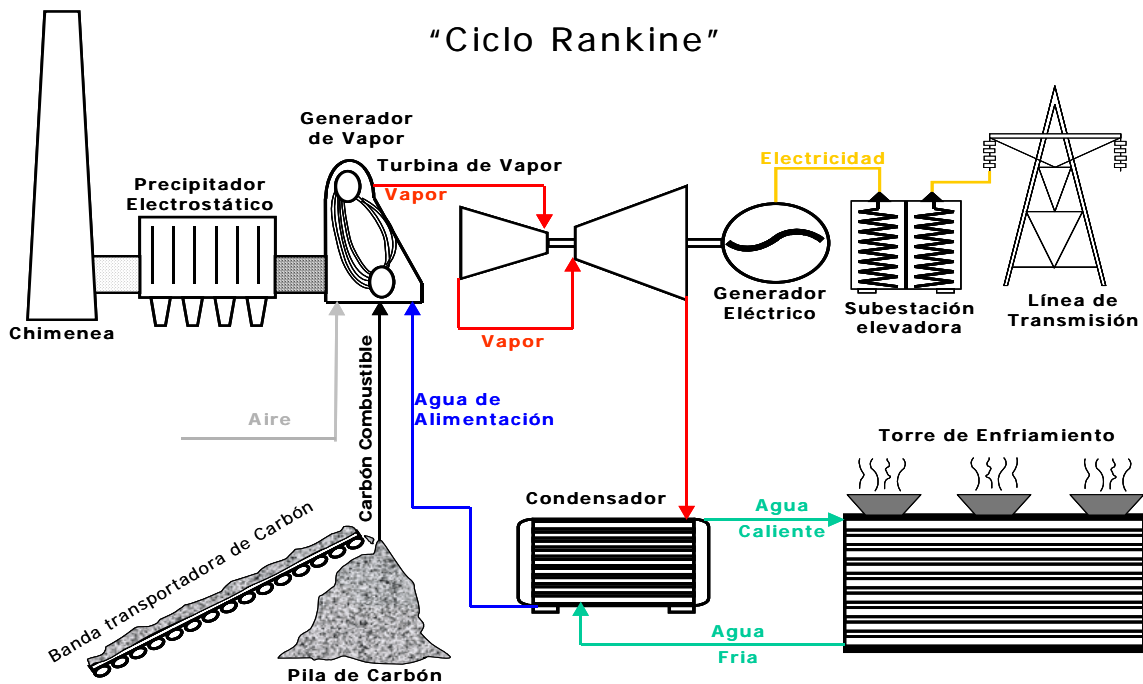 “Ciclo Rankine”
Generador
de Vapor
Turbina de Vapor
Vapor
Electricidad
Precipitador
Electrostático
Chimenea
Vapor
Generador
Eléctrico
Subestación
elevadora
Línea de
Transmisión
Aire
Carbón Combustible
Agua de
Alimentación
Torre de Enfriamiento
Condensador
Agua
Caliente
Banda transportadora de Carbón
Pila de Carbón
Agua
Fria